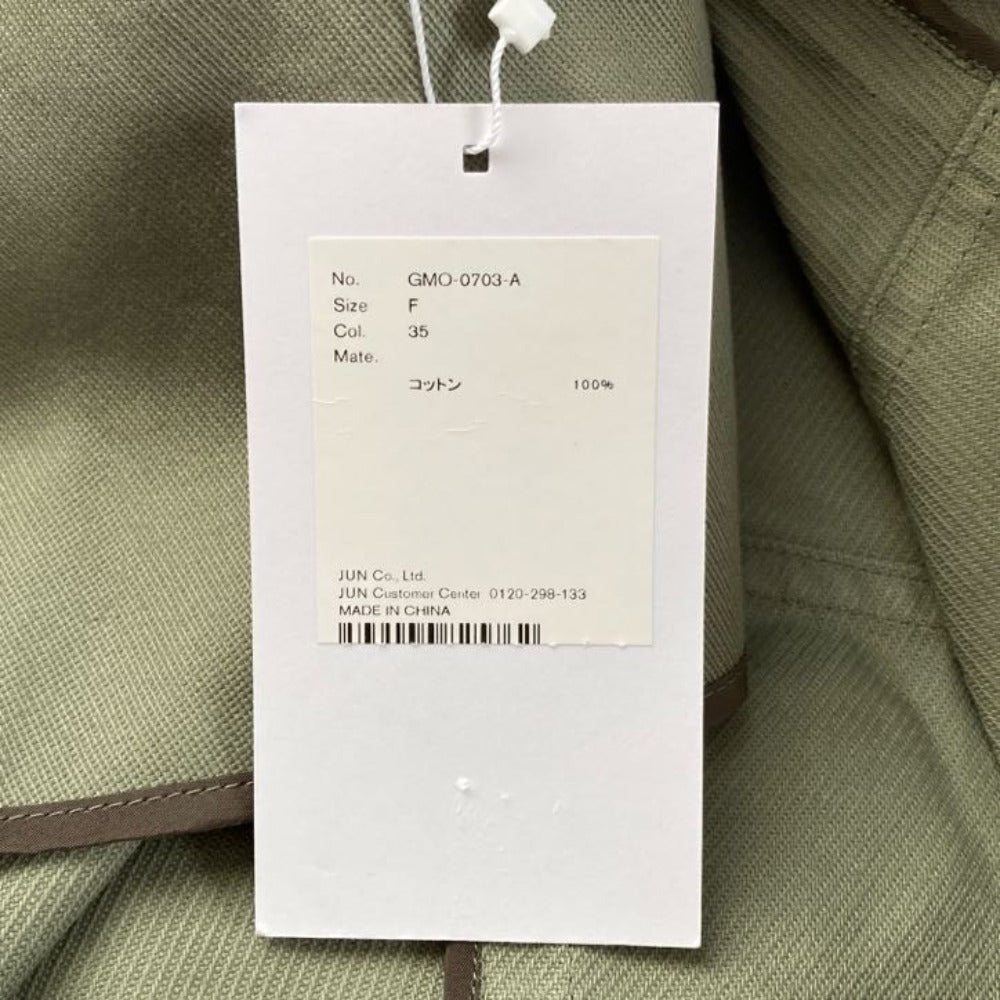 No. GMO-0703-A
Size F
Col. 35
Mate.
コットン 100%
JUN Co., Ltd.
JUN Customer Center 0120-298-133
MADE IN CHINA